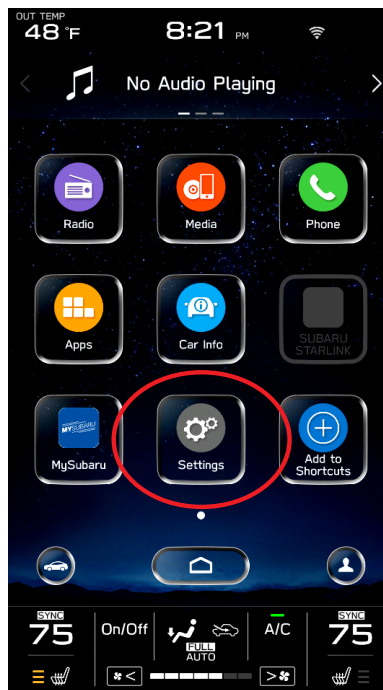 OUT TEMP
48°F
8:21 PM
No Audio Playing
Radio
Media
Phone
Apps
Car Info
SUBARU
STARLINK
MYSUBARU
MySubaru
Settings
Add to
Shortcuts
SYNC
75
On/Off
FULL
AUTO
A/C
SYNC
75